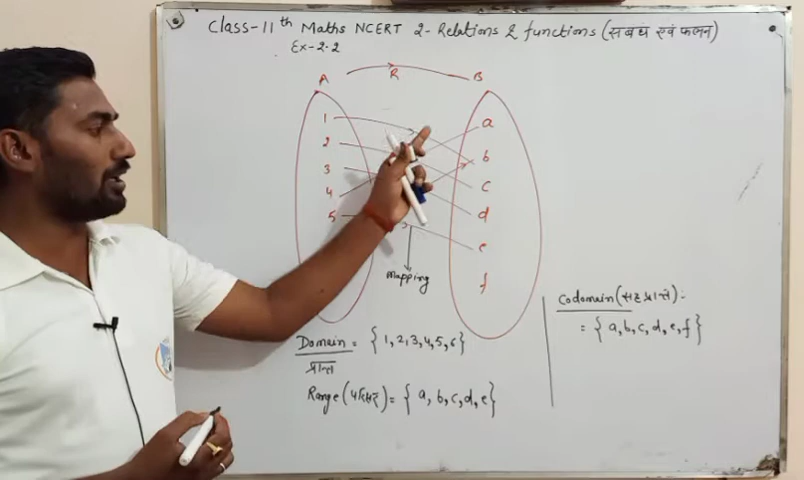 Class-11th Maths NCERT 2- Relations & functions (सबंध एवं फलन)
Ex-2.2
A R B
1 a
2 b
3 c
4 d
5 e
f
mapping
Domain = {1,2,3,4,5,6}
प्रान्त
Range (परिसर) = {a, b, c, d, e}
Codomain (सह प्रान्त) :-
= {a, b, c, d, e, f}